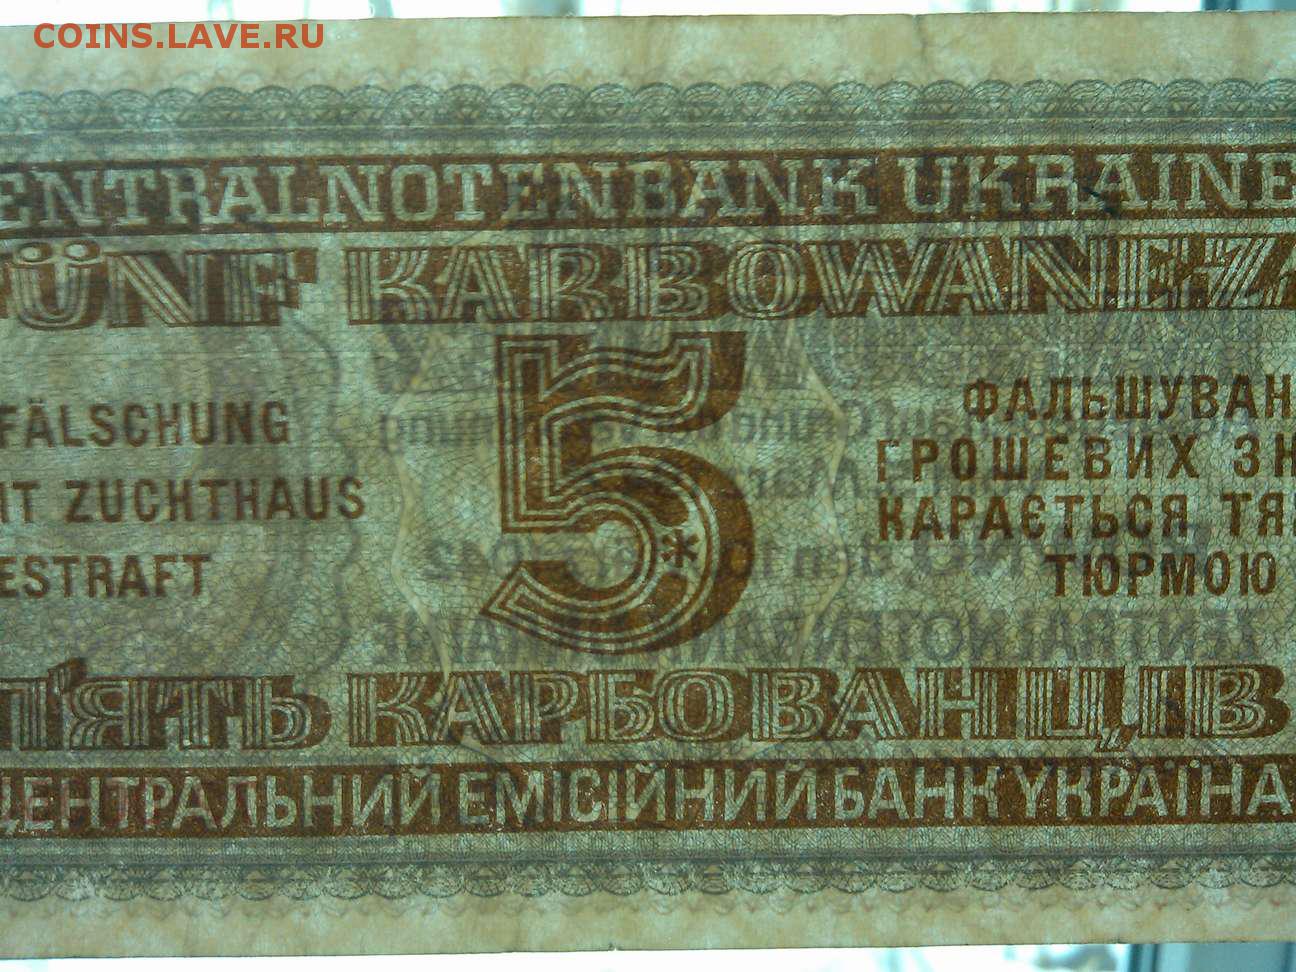 COINS.LAVE.RU
ENTRALNOTENBANK UKRAINE
ÜNF KARBOWANEZ
5
FÄLSCHUNG
ZUCHTHAUS
ESTRAFT
ФАЛЬШУВАН
ГРОШЕВИХ ЗН
КАРАЄТЬСЯ ТЯ
ТЮРМОЮ
П'ЯТЬ КАРБОВАНЦІВ
ЦЕНТРАЛЬНИЙ ЕМІСІЙНИЙ БАНК УКРАЇНА